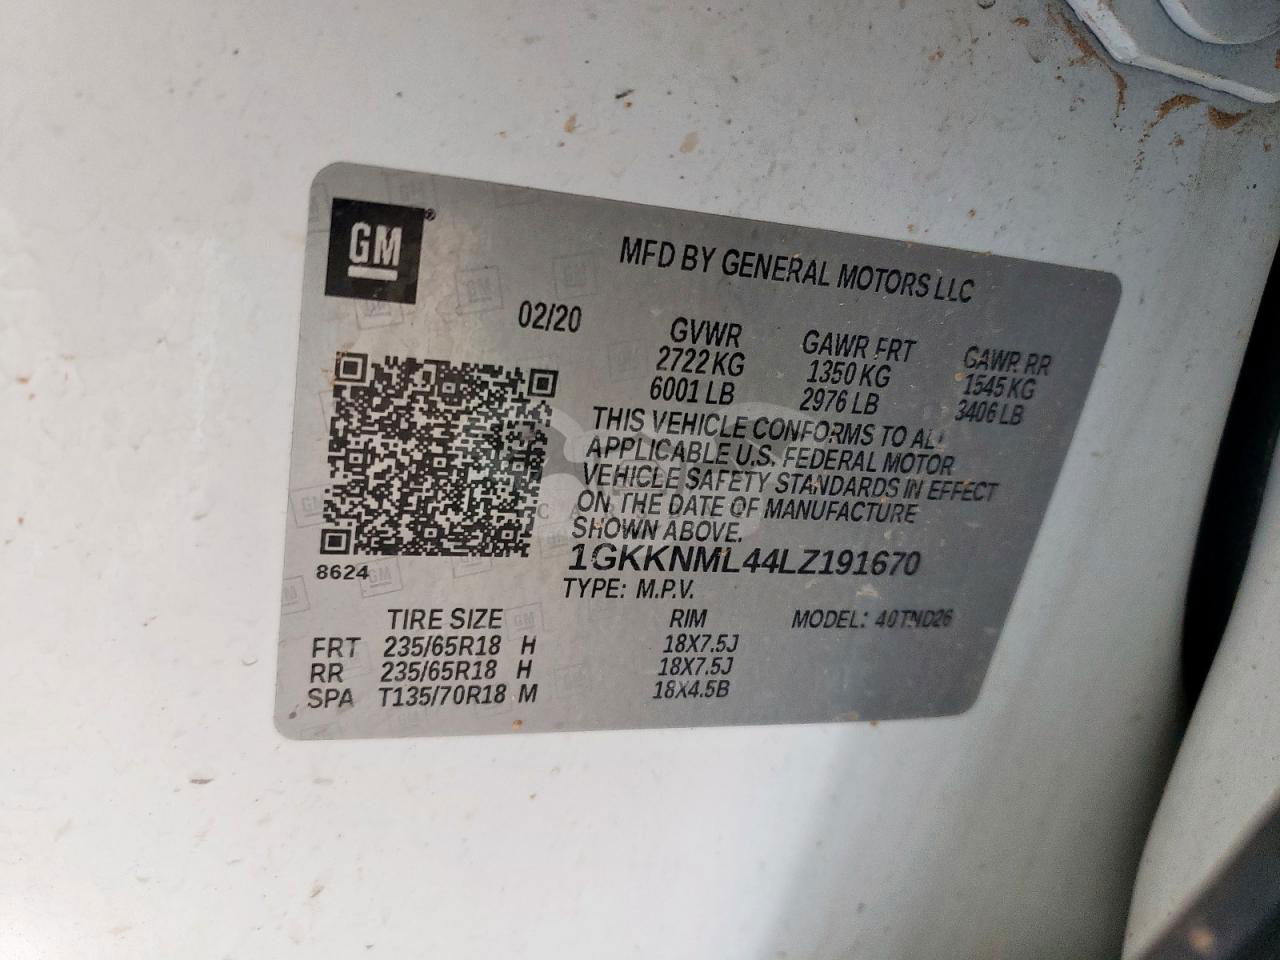 GM®
MFD BY GENERAL MOTORS LLC
02/20
GVWR GAWR FRT GAWR RR
2722 KG 1350 KG 1545 KG
6001 LB 2976 LB 3406 LB
THIS VEHICLE CONFORMS TO ALL
APPLICABLE U.S. FEDERAL MOTOR
VEHICLE SAFETY STANDARDS IN EFFECT
ON THE DATE OF MANUFACTURE
SHOWN ABOVE.
8624
1GKKNML44LZ191670
TYPE: M.P.V.
TIRE SIZE RIM MODEL: 40TND26
FRT 235/65R18 H 18X7.5J
RR 235/65R18 H 18X7.5J
SPA T135/70R18 M 18X4.5B